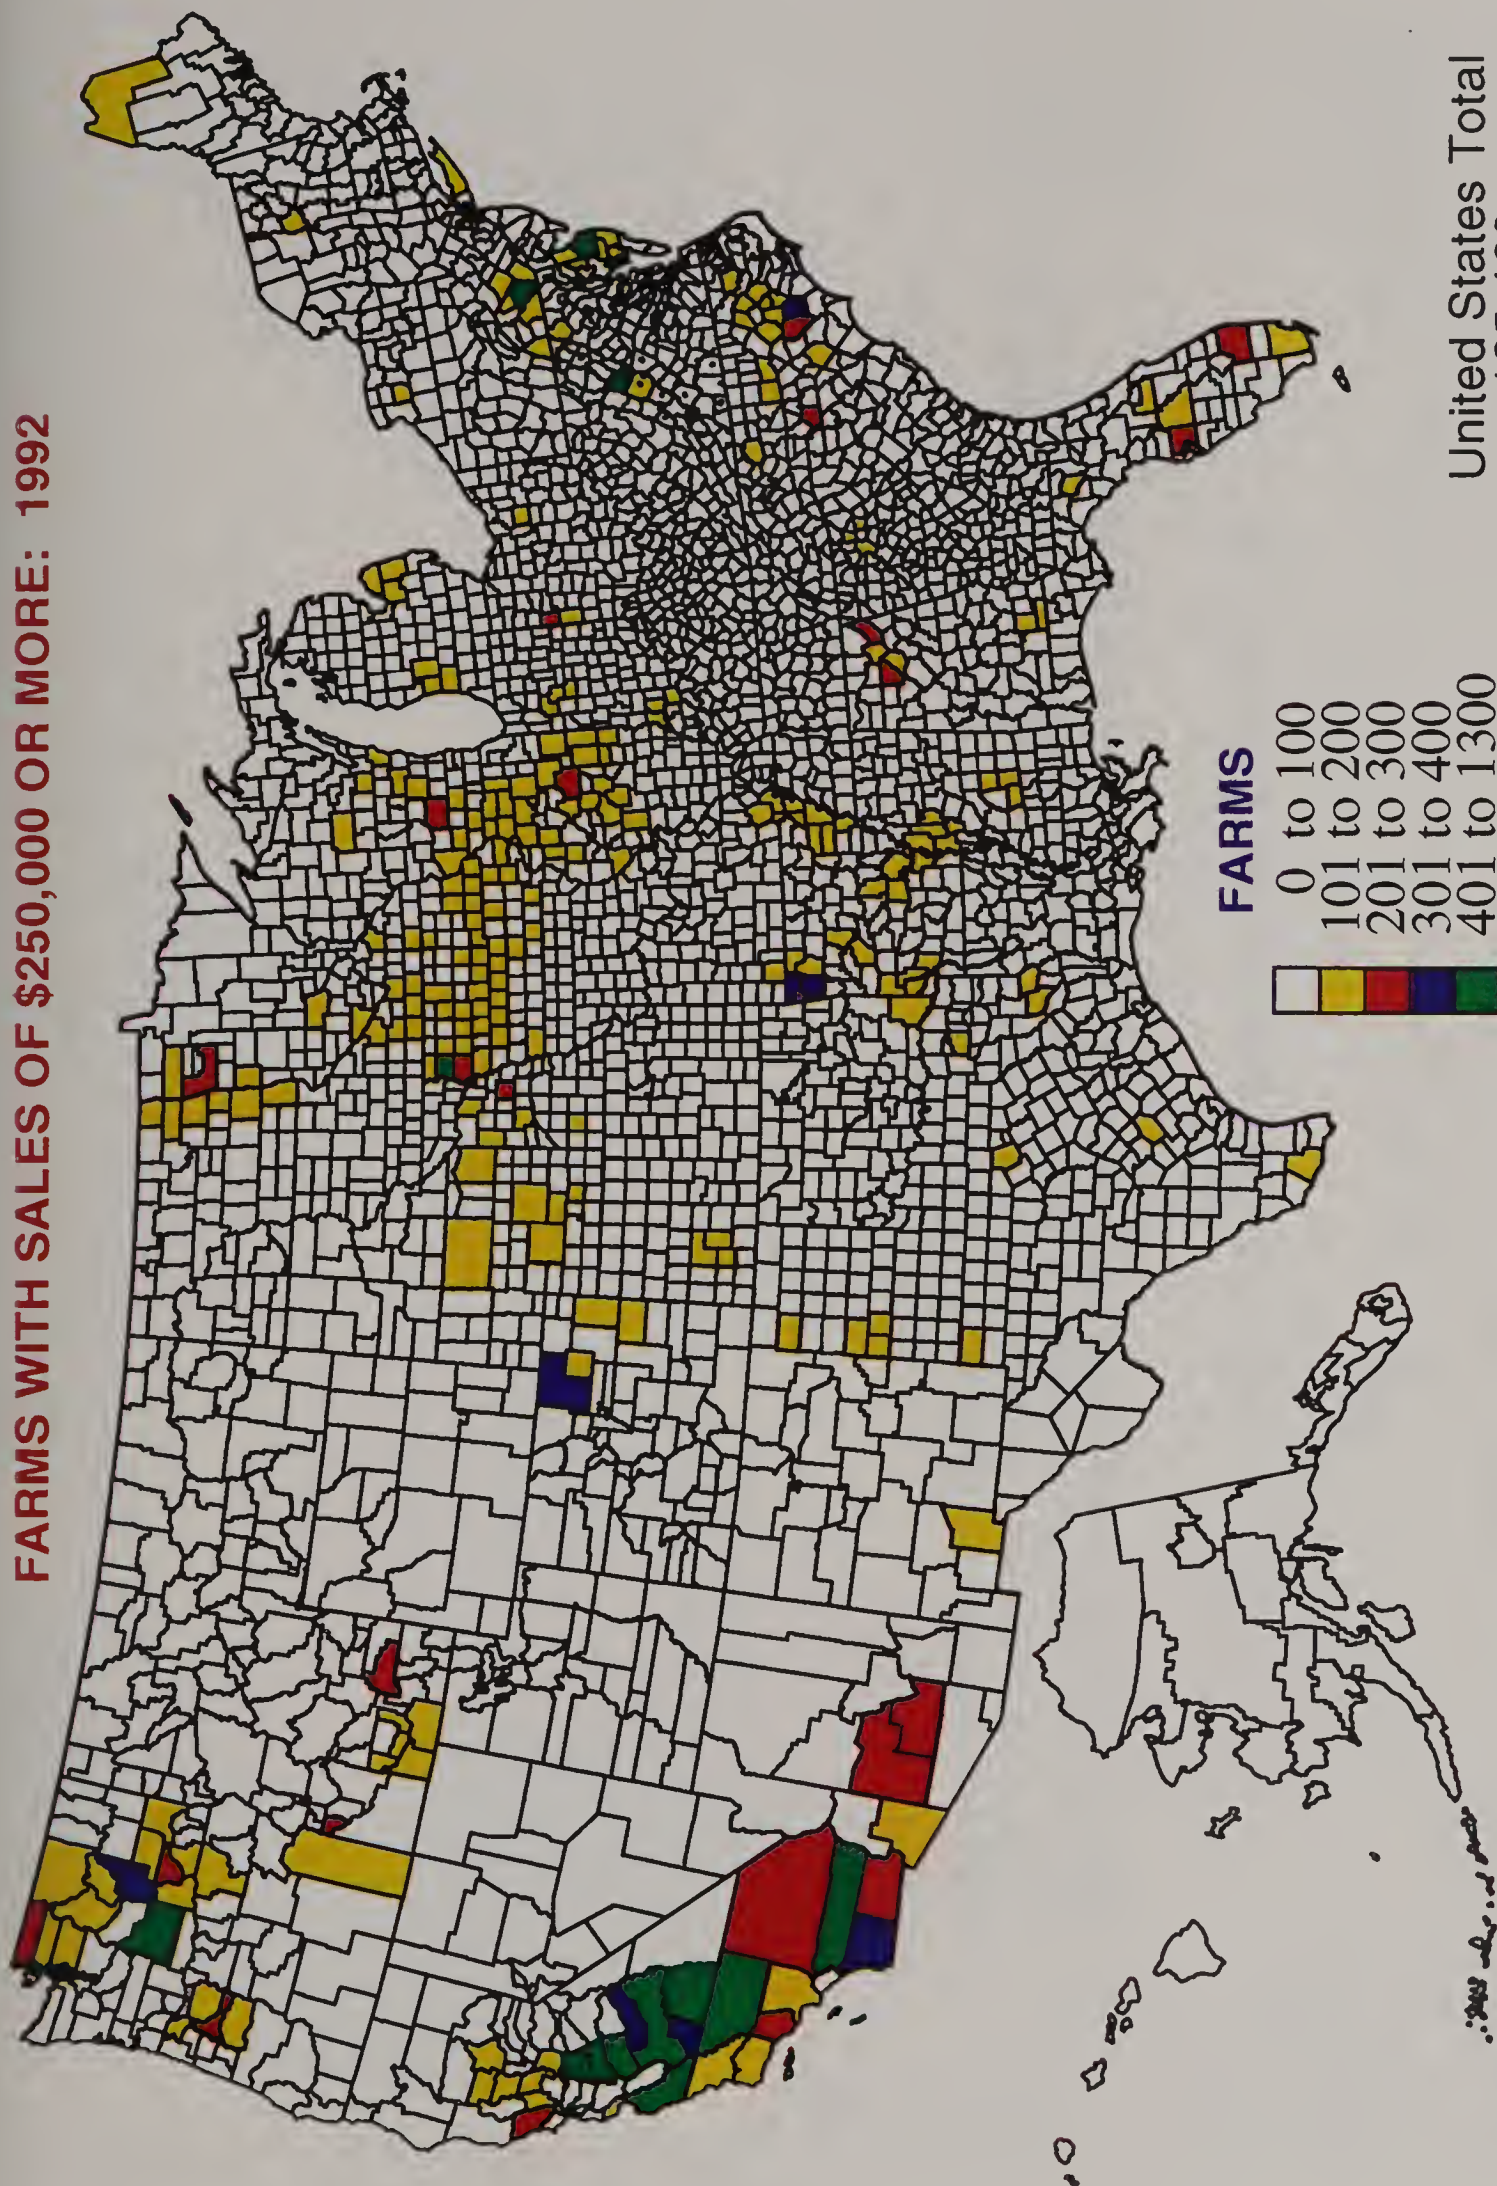 FARMS WITH SALES OF $250,000 OR MORE: 1992
FARMS
0 to 100
101 to 200
201 to 300
301 to 400
401 to 1300
United States Total